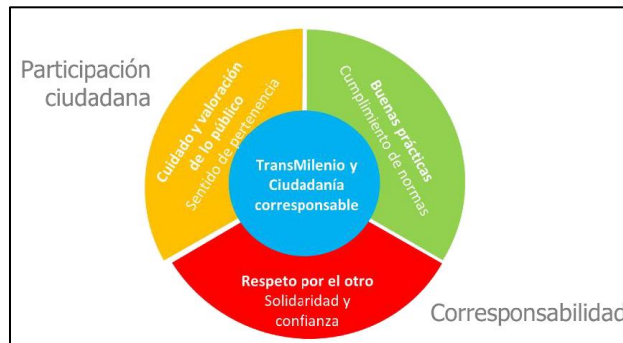 Participación
ciudadana
Cuidado y valoración
de lo público
Sentido de pertenencia
Buenas prácticas
Cumplimiento de normas
TransMilenio y
Ciudadanía
corresponsable
Respeto por el otro
Solidaridad y
confianza
Corresponsabilidad